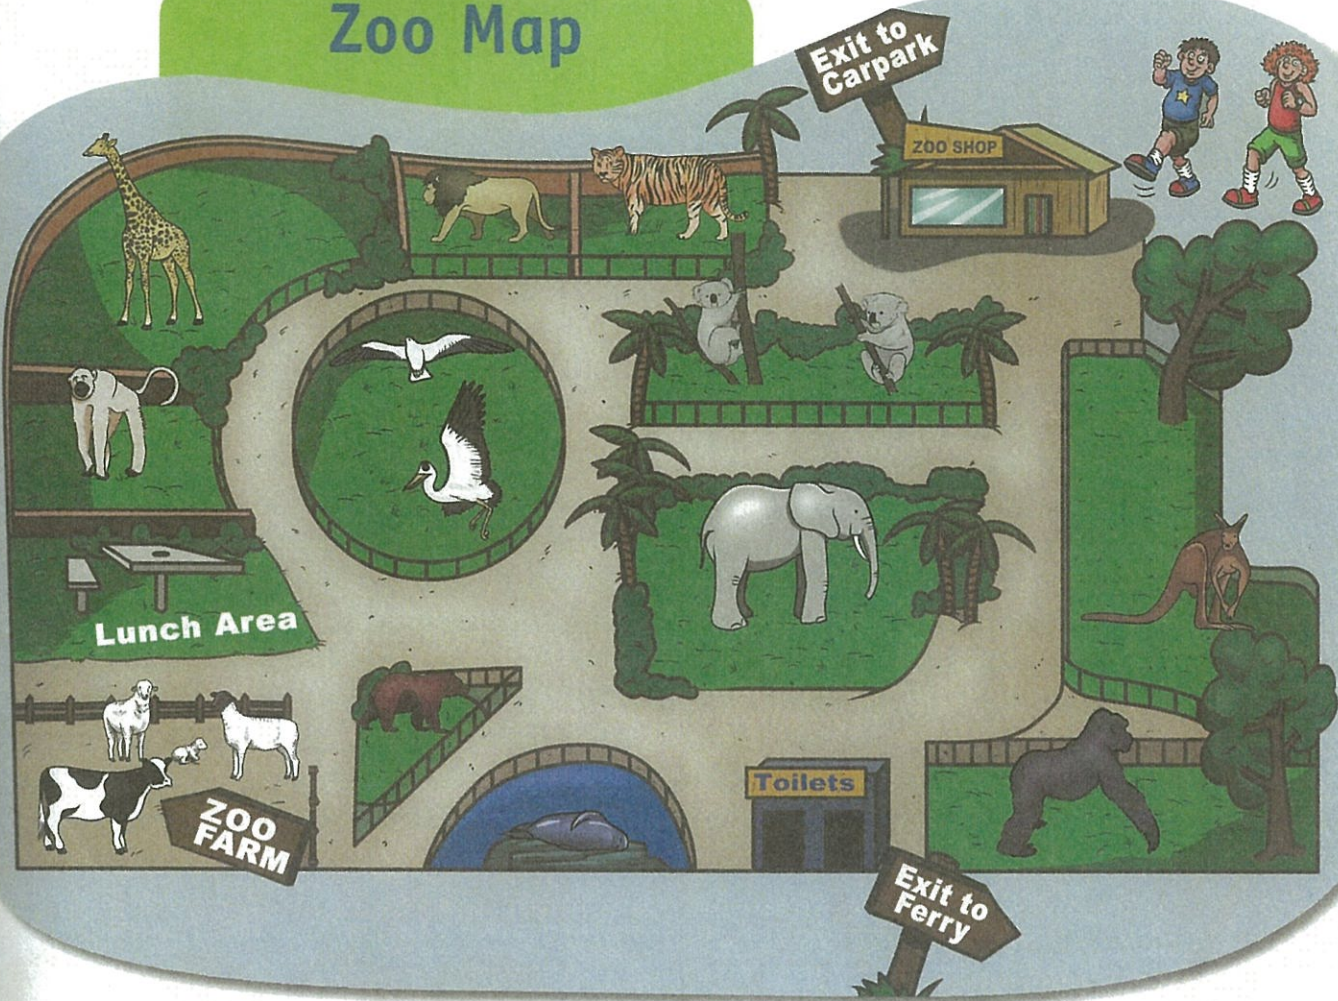 Zoo Map
Exit to
Carpark
ZOO SHOP
Lunch Area
ZOO
FARM
Toilets
Exit to
Ferry